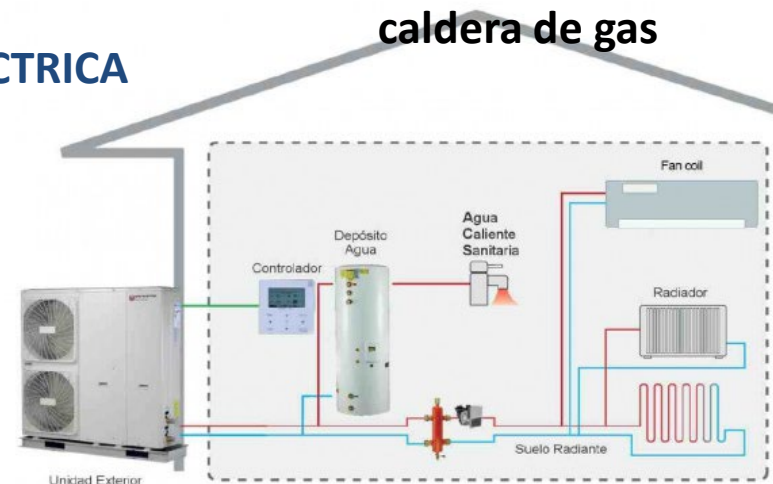 caldera de gas
CTRICA
Fan coil
Agua
Caliente
Sanitaria
Depósito
Agua
Controlador
Radiador
Suelo Radiante
Unidad Exterior